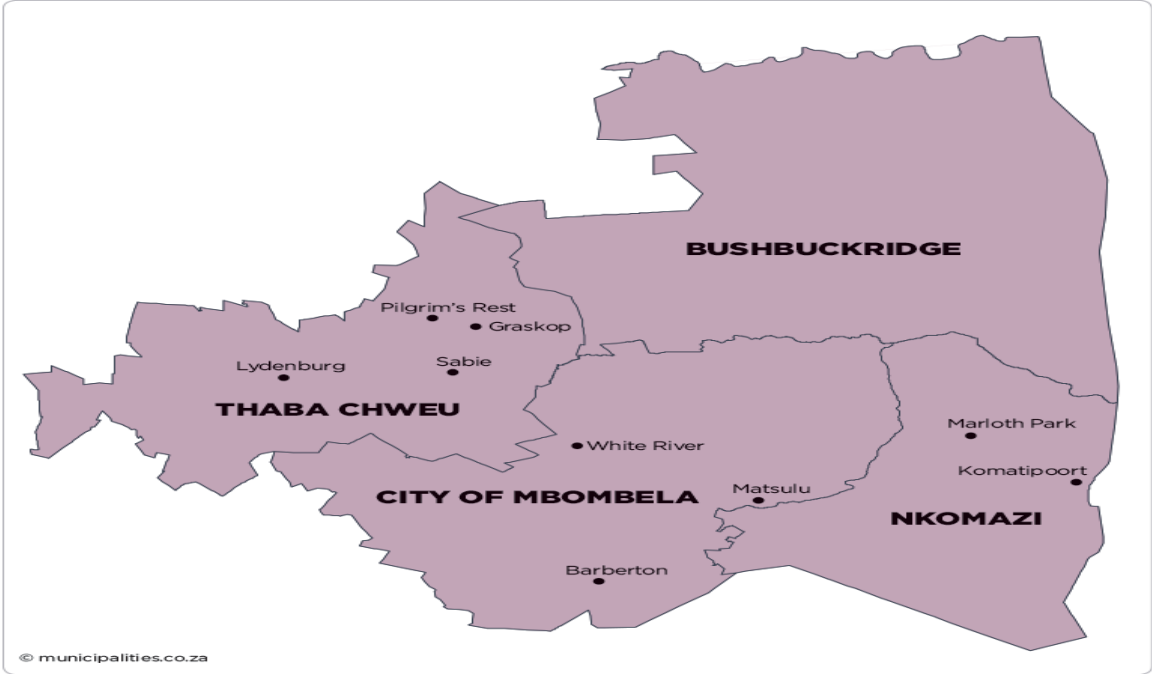 BUSHBUCKRIDGE
Pilgrim's Rest
Graskop
Sabie
Lydenburg
THABA CHWEU
White River
Marloth Park
Komatipoort
Matsulu
CITY OF MBOMBELA
NKOMAZI
Barberton
© municipalities.co.za